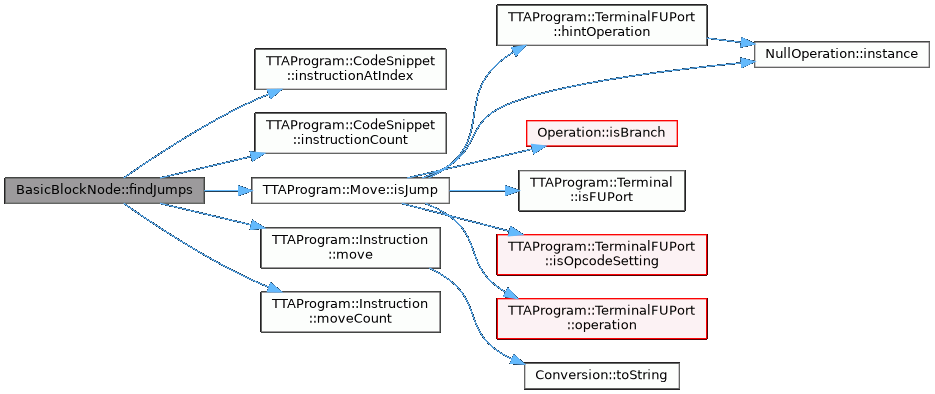 BasicBlockNode::findJumps
TTAProgram::CodeSnippet
::instructionAtIndex
TTAProgram::CodeSnippet
::instructionCount
TTAProgram::Move::isJump
TTAProgram::Instruction
::move
TTAProgram::Instruction
::moveCount
TTAProgram::TerminalFUPort
::hintOperation
Operation::isBranch
TTAProgram::Terminal
::isFUPort
TTAProgram::TerminalFUPort
::isOpcodeSetting
TTAProgram::TerminalFUPort
::operation
Conversion::toString
NullOperation::instance